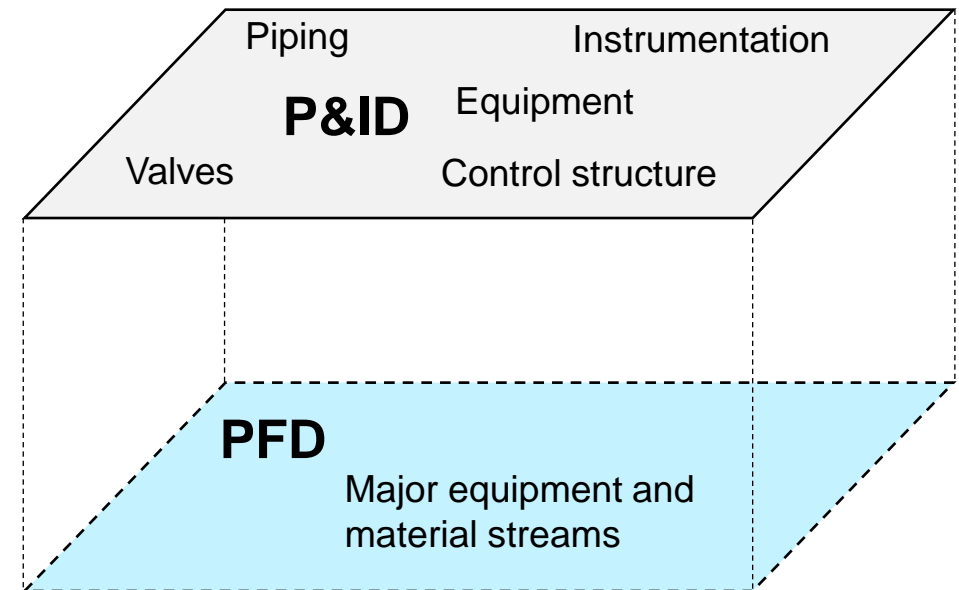 Piping
Instrumentation
P&ID
Equipment
Valves
Control structure
PFD
Major equipment and
material streams